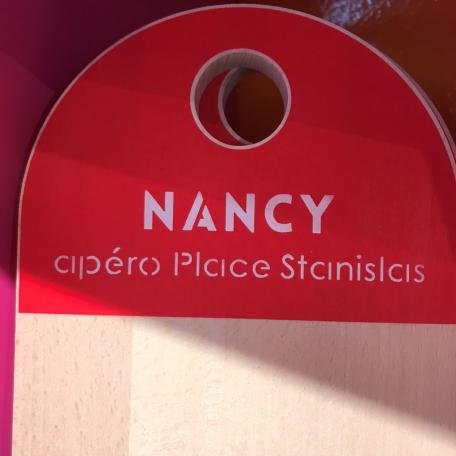 NANCY
apéro Place Stanislas